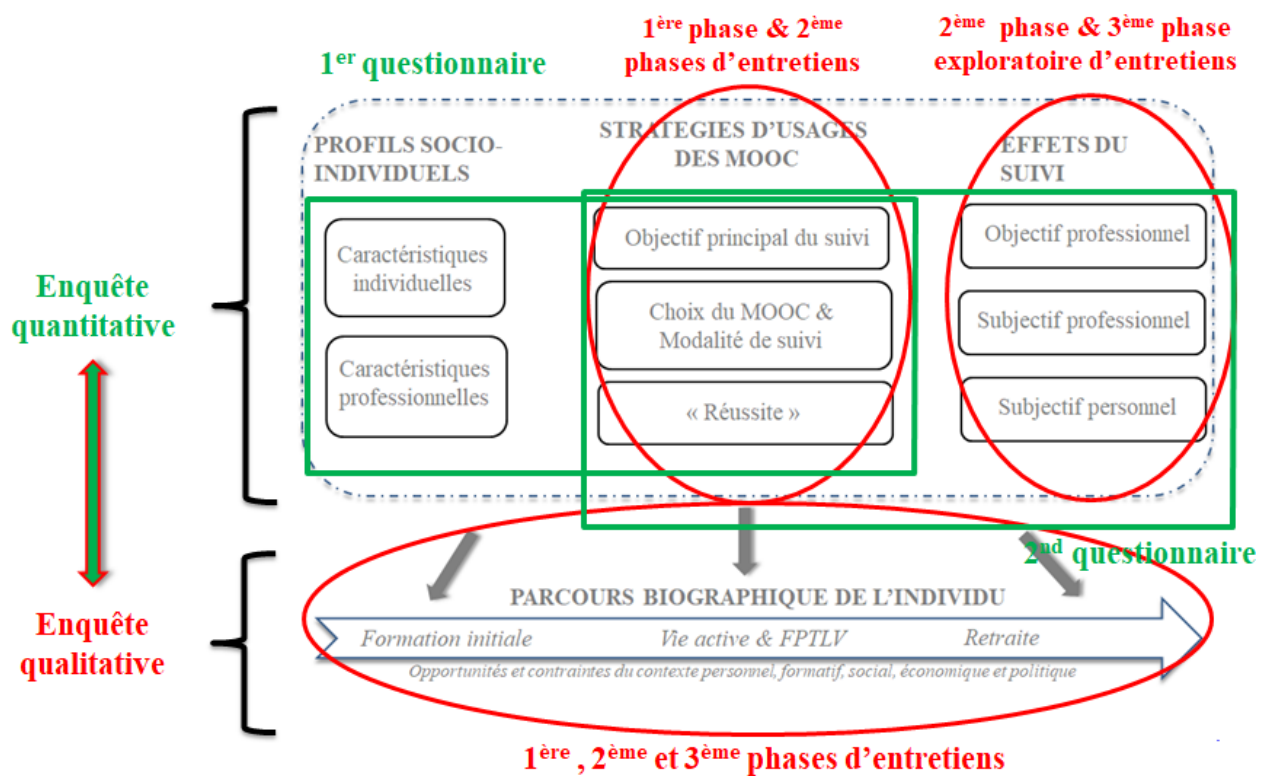 1ère phase & 2ème
phases d'entretiens
2ème phase & 3ème phase
exploratoire d'entretiens
1er questionnaire
PROFILS SOCIO-
INDIVIDUELS
STRATEGIES D'USAGES
DES MOOC
EFFETS DU
SUIVI
Caractéristiques
individuelles
Caractéristiques
professionnelles
Objectif principal du suivi
Choix du MOOC &
Modalité de suivi
« Réussite »
Objectif professionnel
Subjectif professionnel
Subjectif personnel
Enquête
quantitative
2nd questionnaire
Enquête
qualitative
PARCOURS BIOGRAPHIQUE DE L'INDIVIDU
Formation initiale
Vie active & FPTLV
Retraite
Opportunités et contraintes du contexte personnel, formatif, social, économique et politique
1ère , 2ème et 3ème phases d'entretiens